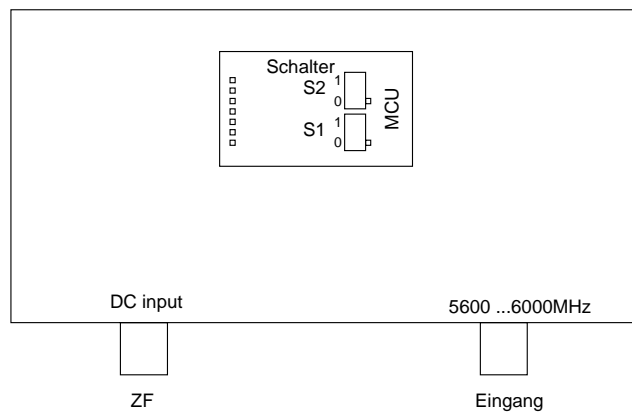 Schalter
S2 1
0
S1 1
0
MCU
DC input
5600 ...6000MHz
ZF
Eingang